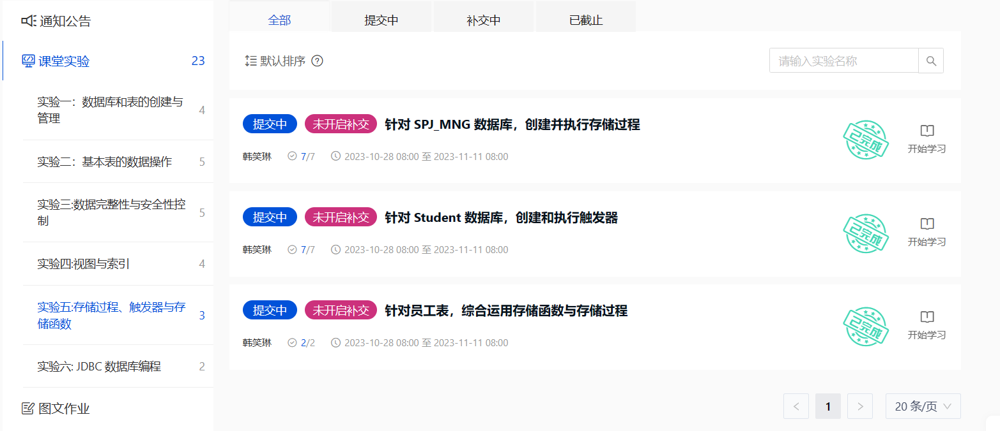 通知公告
课堂实验 23
实验一：数据库和表的创建与
管理
4
实验二：基本表的数据操作 5
实验三:数据完整性与安全性控
制
5
实验四:视图与索引 4
实验五:存储过程、触发器与存
储函数
3
实验六: JDBC 数据库编程 2
图文作业
全部 提交中 补交中 已截止
默认排序 ? 请输入实验名称
提交中 未开启补交 针对 SPJ_MNG 数据库，创建并执行存储过程
韩笑琳 7/7 2023-10-28 08:00 至 2023-11-11 08:00
已完成
开始学习
提交中 未开启补交 针对 Student 数据库，创建和执行触发器
韩笑琳 7/7 2023-10-28 08:00 至 2023-11-11 08:00
已完成
开始学习
提交中 未开启补交 针对员工表，综合运用存储函数与存储过程
韩笑琳 2/2 2023-10-28 08:00 至 2023-11-11 08:00
已完成
开始学习
< 1 > 20 条/页